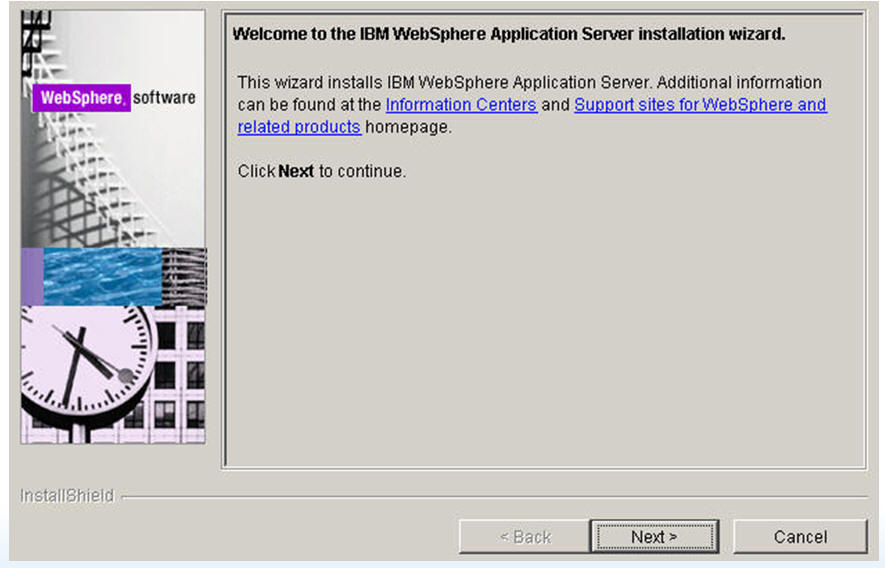 Welcome to the IBM WebSphere Application Server installation wizard.
WebSphere. software
This wizard installs IBM WebSphere Application Server. Additional information
can be found at the Information Centers and Support sites for WebSphere and
related products homepage.
Click Next to continue.
InstallShield
< Back
Next >
Cancel